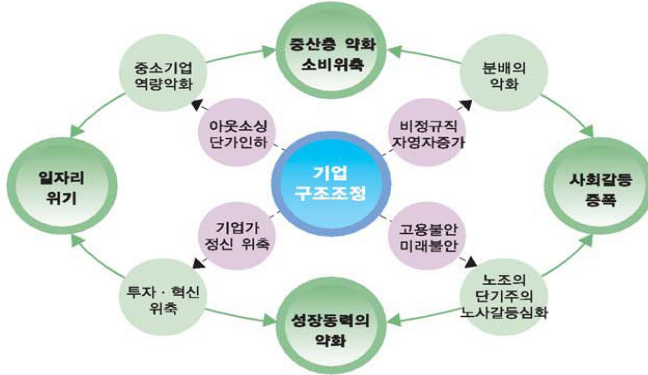 중산층 약화
소비위축
중소기업
역량약화
분배의
악화
아웃소싱
단가인하
비정규직
자영자증가
기업
구조조정
일자리
위기
사회갈등
증폭
기업가
정신 위축
고용불안
미래불안
투자·혁신
위축
노조의
단기주의
노사갈등심화
성장동력의
약화